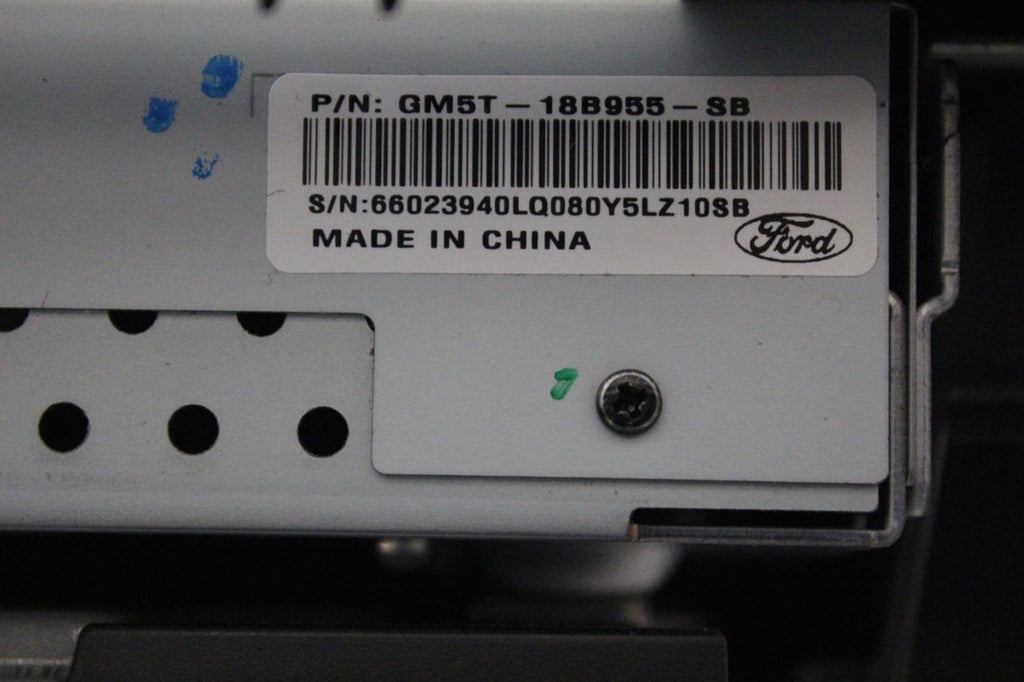 P/N: GM5T-18B955-SB
S/N:66023940LQ080Y5LZ10SB
MADE IN CHINA
Ford